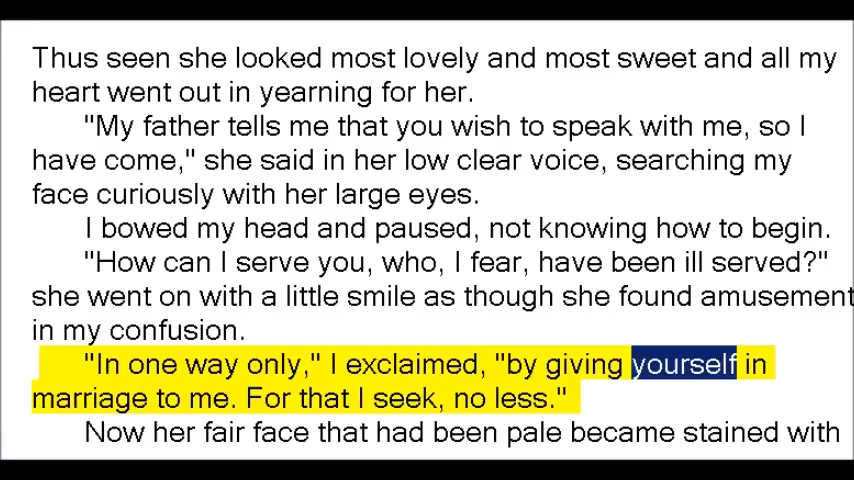 Thus seen she looked most lovely and most sweet and all my
heart went out in yearning for her.
"My father tells me that you wish to speak with me, so I
have come," she said in her low clear voice, searching my
face curiously with her large eyes.
I bowed my head and paused, not knowing how to begin.
"How can I serve you, who, I fear, have been ill served?"
she went on with a little smile as though she found amusement
in my confusion.
"In one way only," I exclaimed, "by giving yourself in
marriage to me. For that I seek, no less."
Now her fair face that had been pale became stained with